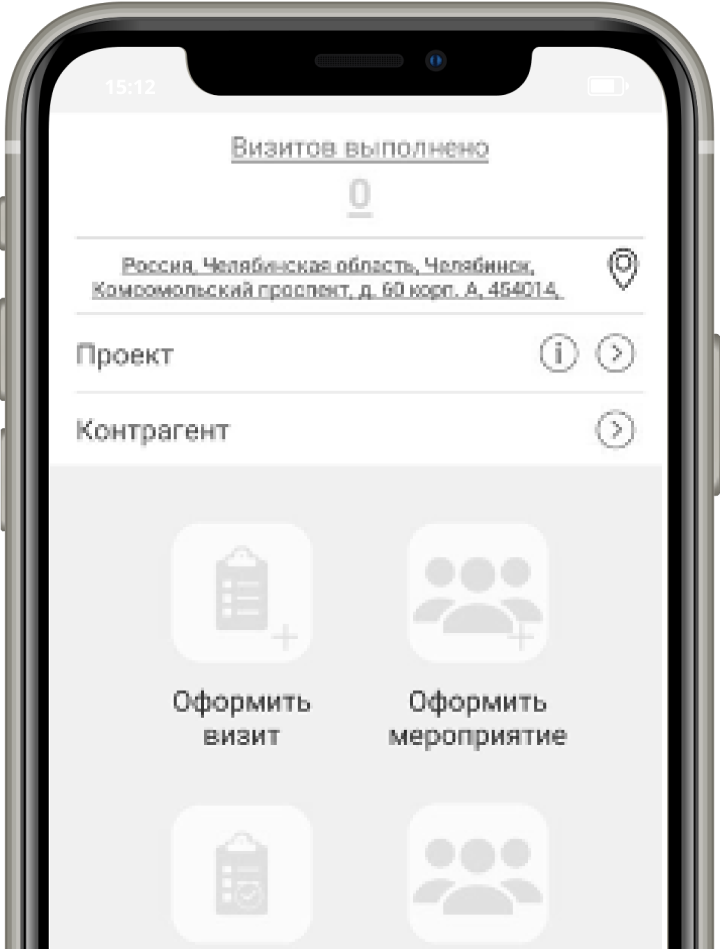 15:12
Визитов выполнено
0
Россия, Челябинская область, Челябинск,
Комсомольский проспект, д. 60 корп. А, 454014,
Проект
Контрагент
Оформить
визит
Оформить
мероприятие